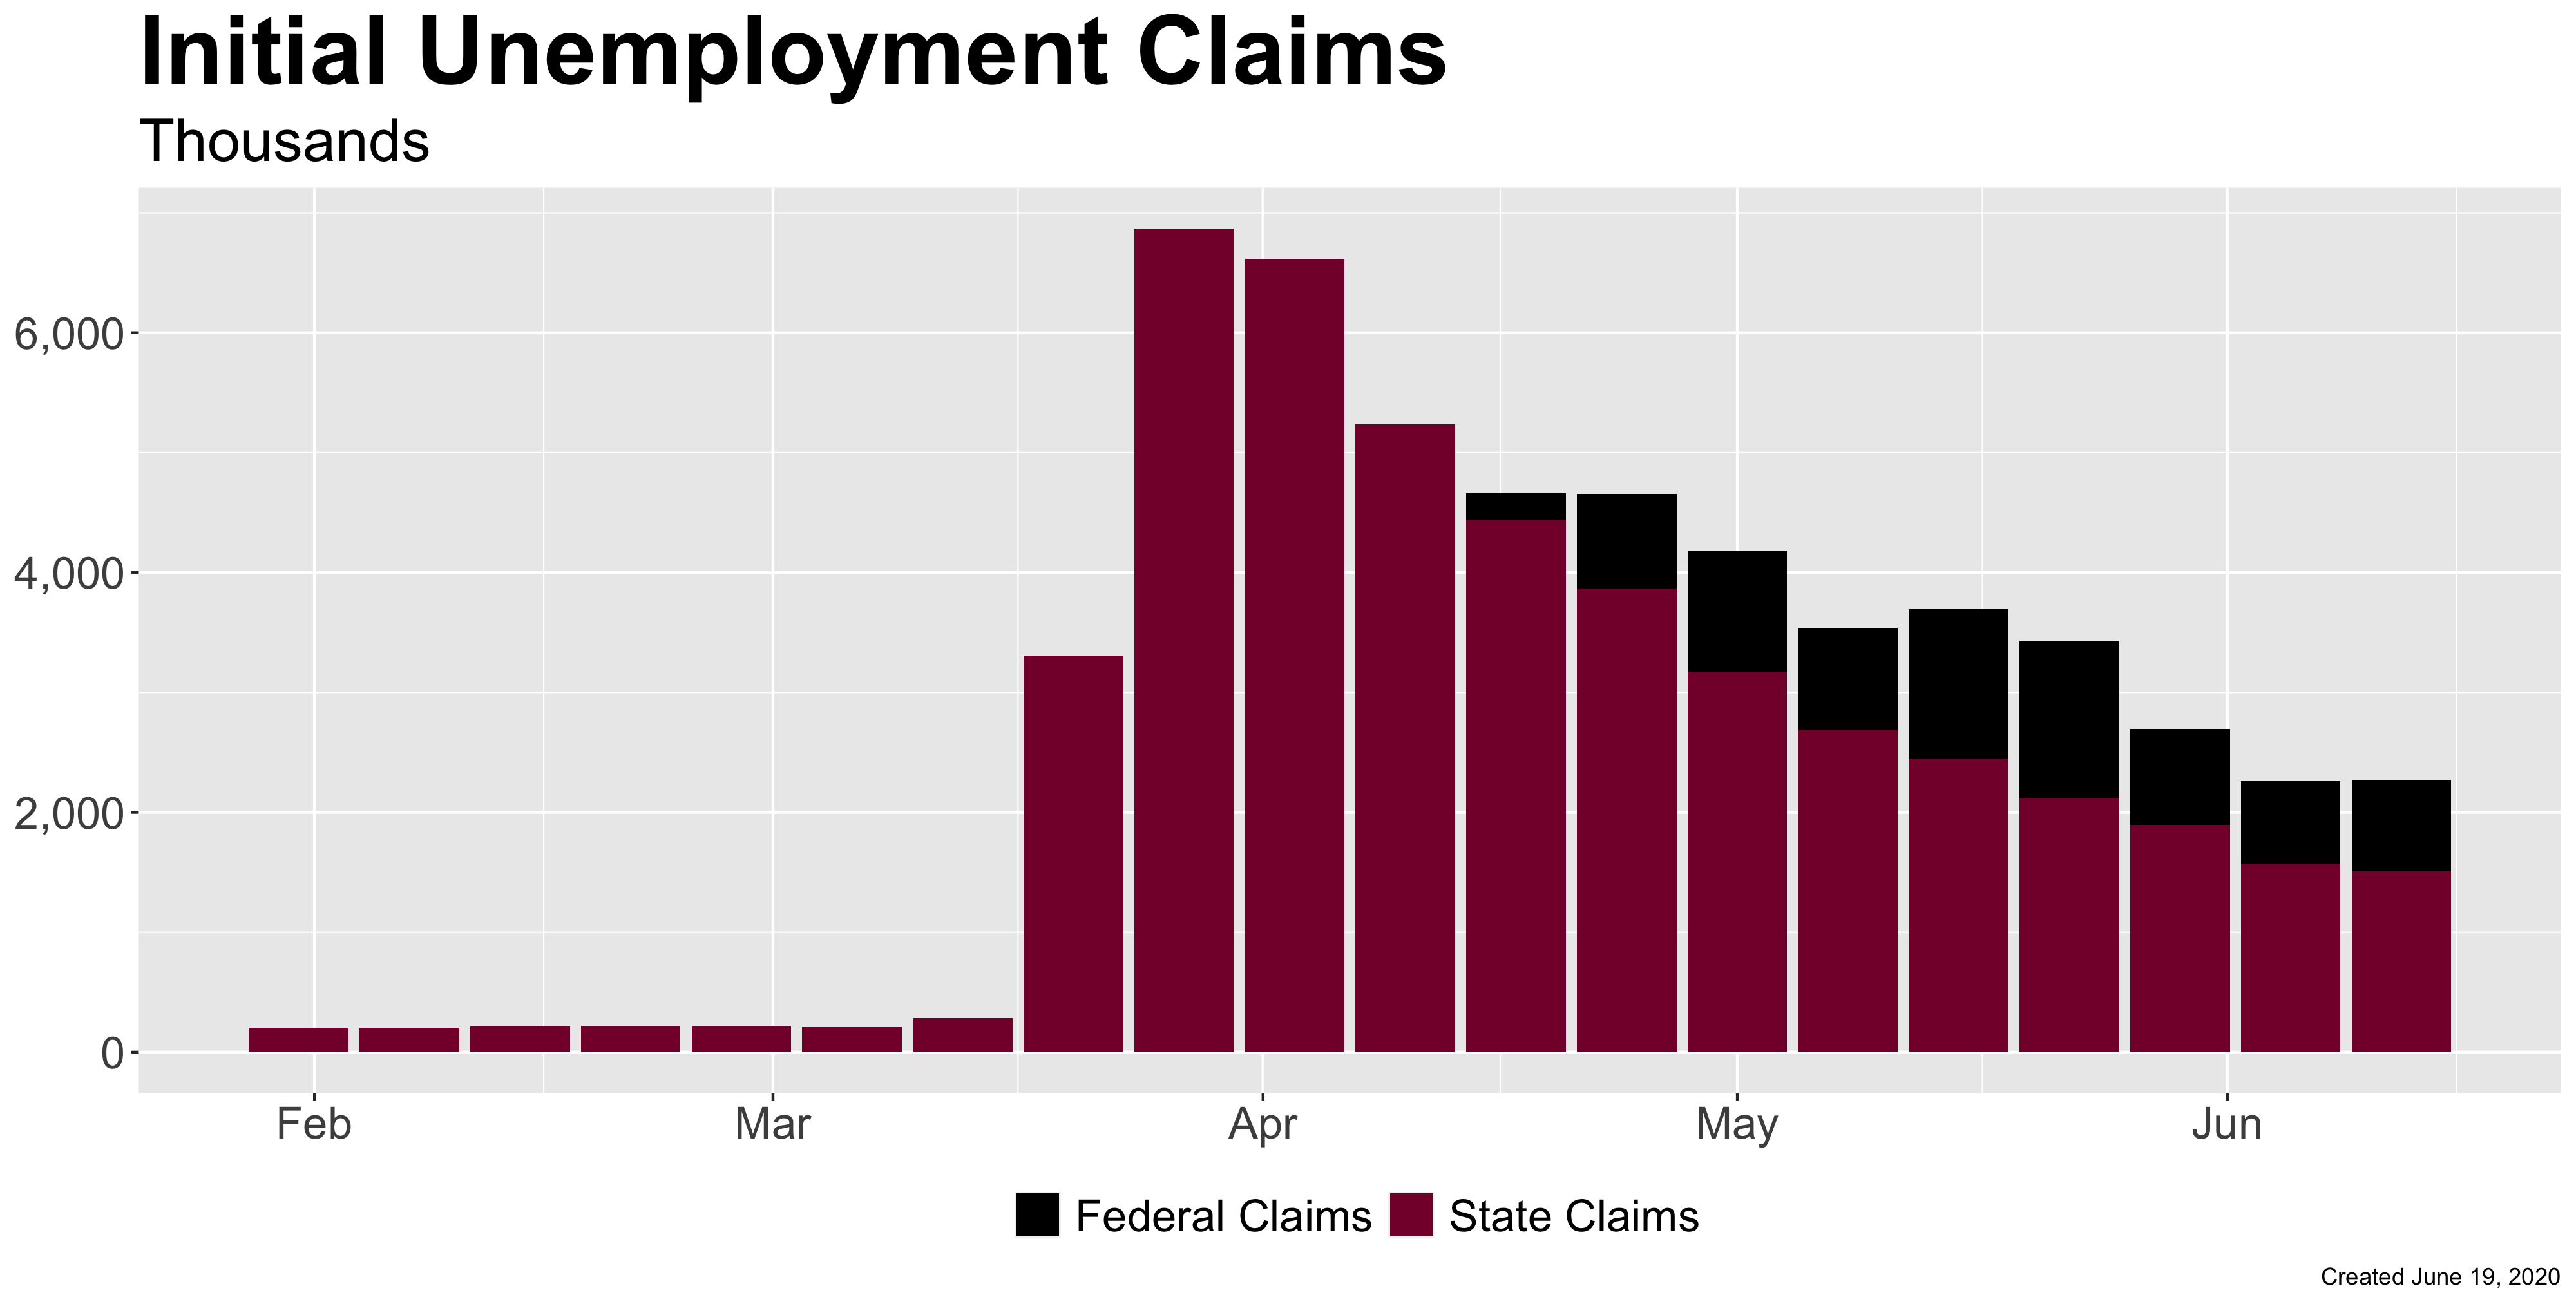 Initial Unemployment Claims
Thousands
6,000
4,000
2,000
0
Feb Mar Apr May Jun
Federal Claims State Claims
Created June 19, 2020